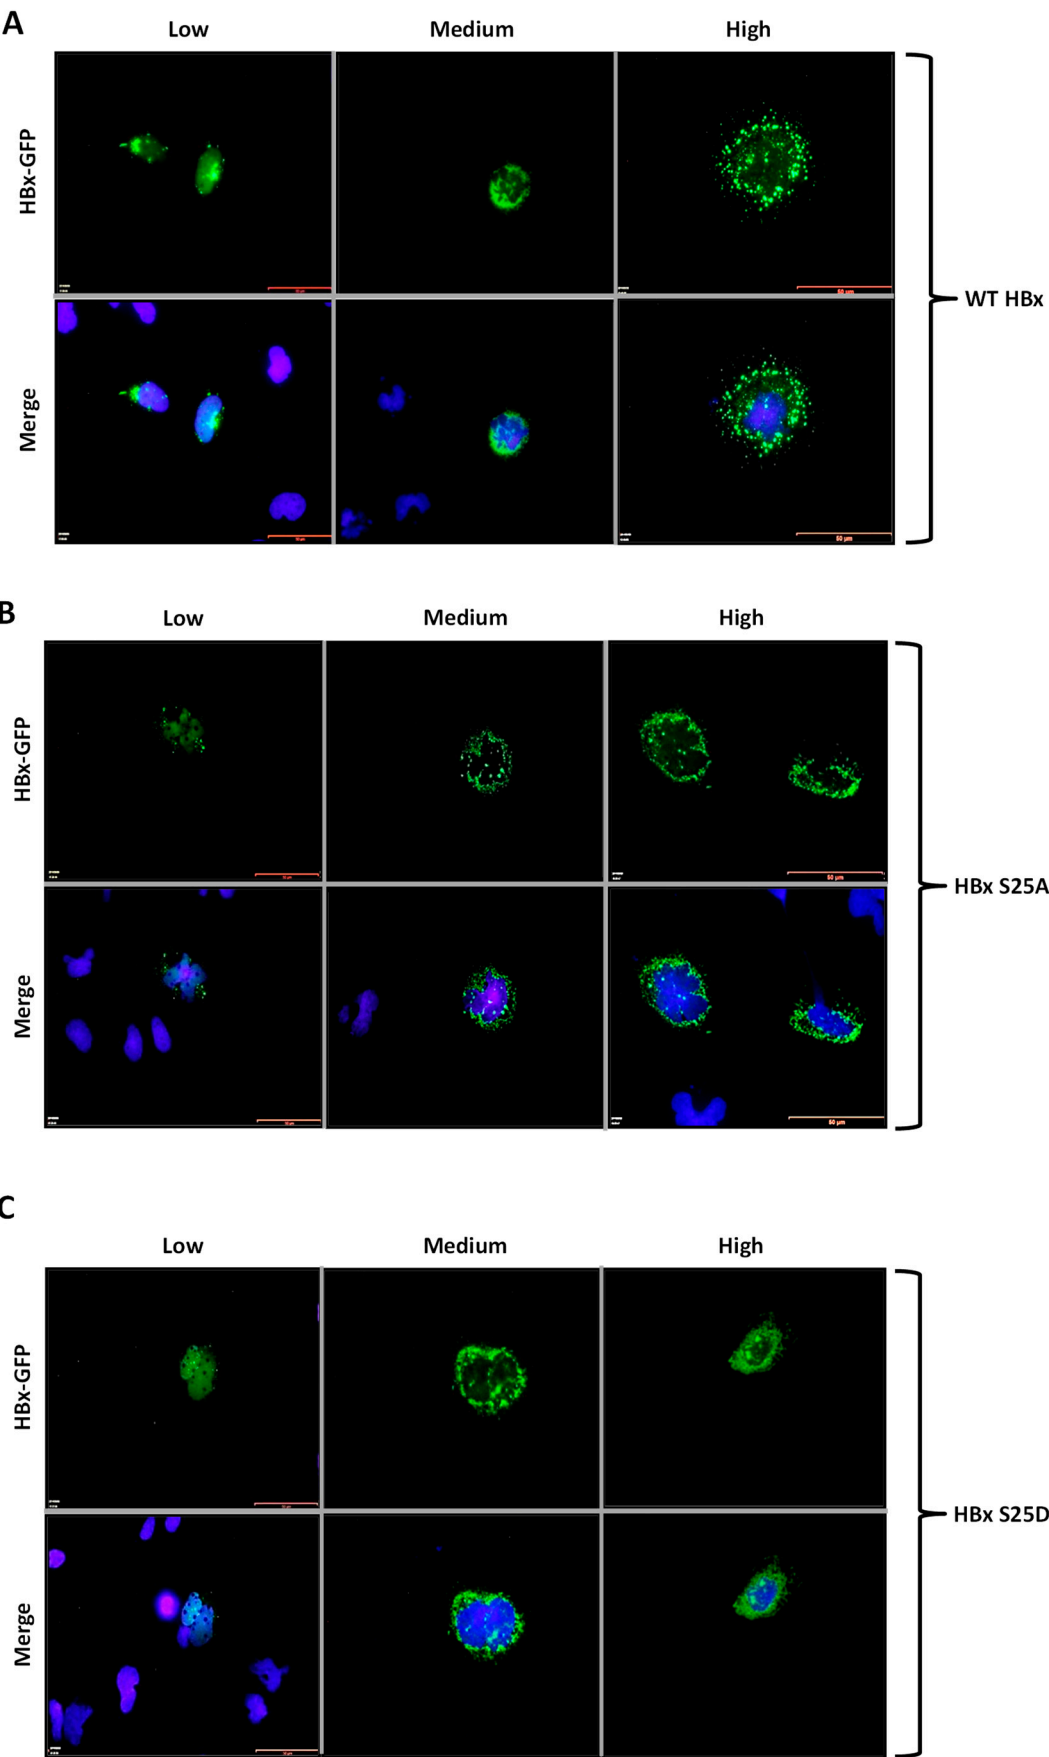 A
Low Medium High
HBx-GFP
50 µm
Merge
50 µm
WT HBx
B
Low Medium High
HBx-GFP
50 µm
Merge
50 µm
HBx S25A
C
Low Medium High
HBx-GFP
Merge
HBx S25D